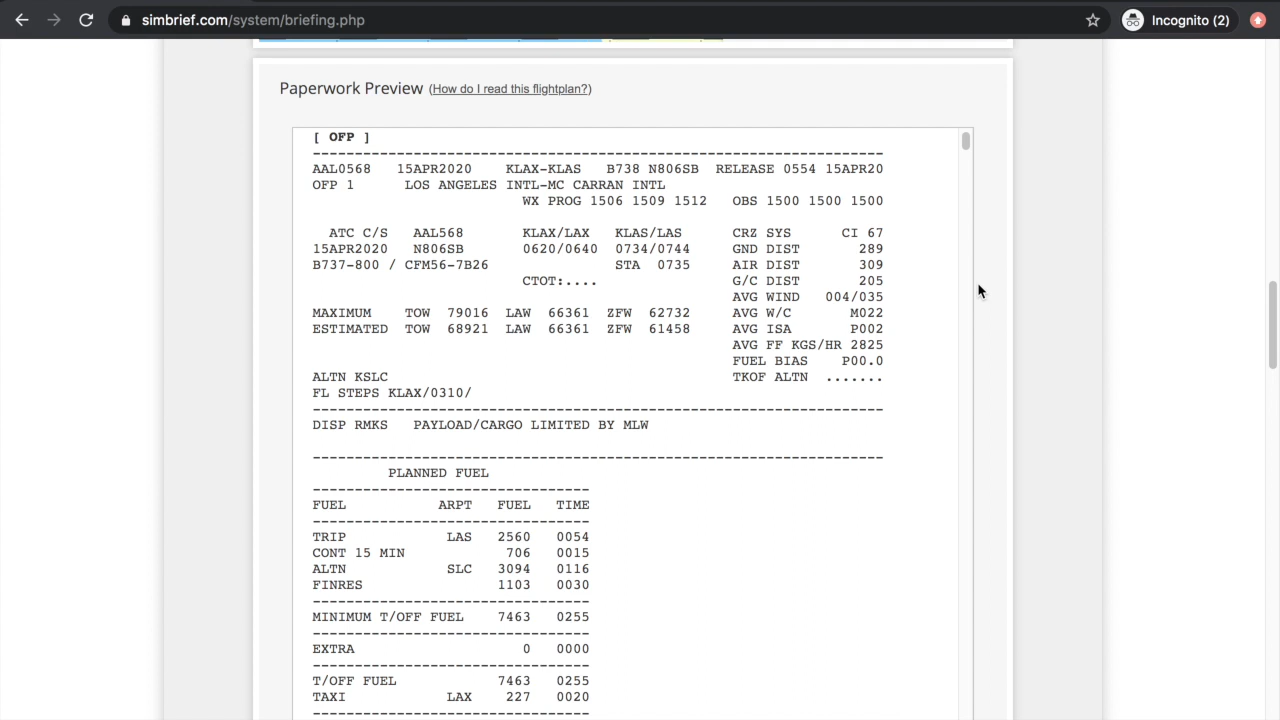 simbrief.com/system/briefing.php
Incognito (2)
Paperwork Preview (How do I read this flightplan?)
[ OFP ]
--------------------------------------------------------------------
AAL0568   15APR2020    KLAX-KLAS   B738 N806SB  RELEASE 0554 15APR20
OFP 1      LOS ANGELES INTL-MC CARRAN INTL
WX PROG 1506 1509 1512   OBS 1500 1500 1500
ATC C/S   AAL568       KLAX/LAX   KLAS/LAS      CRZ SYS     CI 67
15APR2020   N806SB       0620/0640  0734/0744     GND DIST      289
B737-800 / CFM56-7B26               STA  0735     AIR DIST      309
CTOT:....                G/C DIST      205
AVG WIND  004/035
MAXIMUM    TOW  79016  LAW  66361  ZFW  62732     AVG W/C      M022
ESTIMATED  TOW  68921  LAW  66361  ZFW  61458     AVG ISA      P002
AVG FF KGS/HR 2825
FUEL BIAS   P00.0
ALTN KSLC                                         TKOF ALTN .......
FL STEPS KLAX/0310/
--------------------------------------------------------------------
DISP RMKS   PAYLOAD/CARGO LIMITED BY MLW
--------------------------------------------------------------------
PLANNED FUEL
---------------------------------
FUEL           ARPT   FUEL   TIME
---------------------------------
TRIP            LAS   2560   0054
CONT 15 MIN            706   0015
ALTN            SLC   3094   0116
FINRES                1103   0030
---------------------------------
MINIMUM T/OFF FUEL    7463   0255
---------------------------------
EXTRA                    0   0000
---------------------------------
T/OFF FUEL            7463   0255
TAXI            LAX    227   0020
---------------------------------